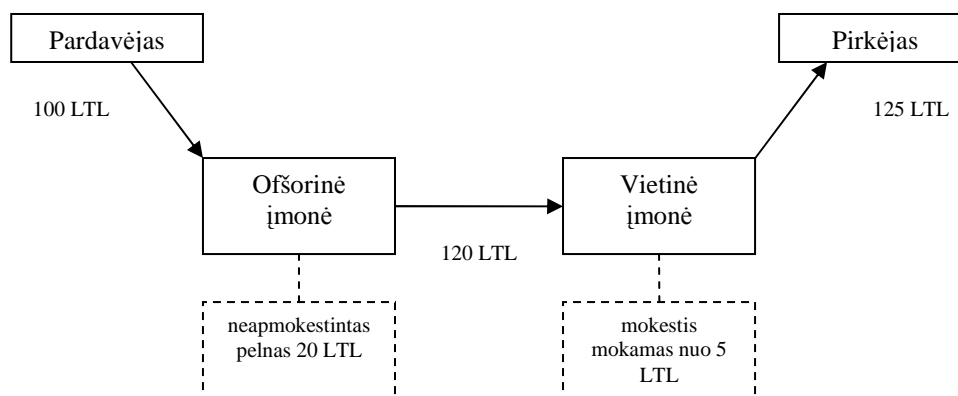 Pardavėjas
Pirkėjas
100 LTL
125 LTL
Ofšorinė
įmonė
Vietinė
įmonė
120 LTL
neapmokestintas
pelnas 20 LTL
mokestis
mokamas nuo 5
LTL